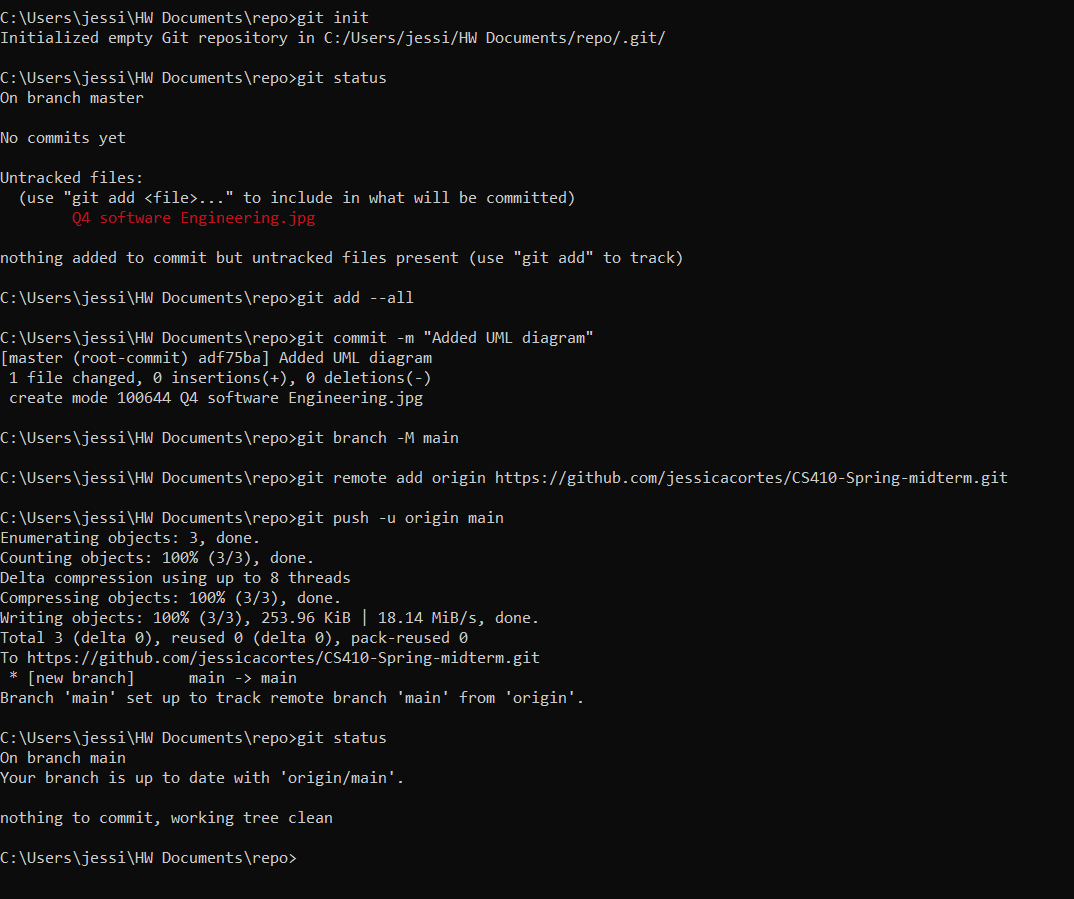 C:\Users\jessi\HW Documents\repo>git init
Initialized empty Git repository in C:/Users/jessi/HW Documents/repo/.git/
C:\Users\jessi\HW Documents\repo>git status
On branch master
No commits yet
Untracked files:
  (use "git add <file>..." to include in what will be committed)
        Q4 software Engineering.jpg
nothing added to commit but untracked files present (use "git add" to track)
C:\Users\jessi\HW Documents\repo>git add --all
C:\Users\jessi\HW Documents\repo>git commit -m "Added UML diagram"
[master (root-commit) adf75ba] Added UML diagram
 1 file changed, 0 insertions(+), 0 deletions(-)
 create mode 100644 Q4 software Engineering.jpg
C:\Users\jessi\HW Documents\repo>git branch -M main
C:\Users\jessi\HW Documents\repo>git remote add origin https://github.com/jessicacortes/CS410-Spring-midterm.git
C:\Users\jessi\HW Documents\repo>git push -u origin main
Enumerating objects: 3, done.
Counting objects: 100% (3/3), done.
Delta compression using up to 8 threads
Compressing objects: 100% (3/3), done.
Writing objects: 100% (3/3), 253.96 KiB | 18.14 MiB/s, done.
Total 3 (delta 0), reused 0 (delta 0), pack-reused 0
To https://github.com/jessicacortes/CS410-Spring-midterm.git
 * [new branch]      main -> main
Branch 'main' set up to track remote branch 'main' from 'origin'.
C:\Users\jessi\HW Documents\repo>git status
On branch main
Your branch is up to date with 'origin/main'.
nothing to commit, working tree clean
C:\Users\jessi\HW Documents\repo>